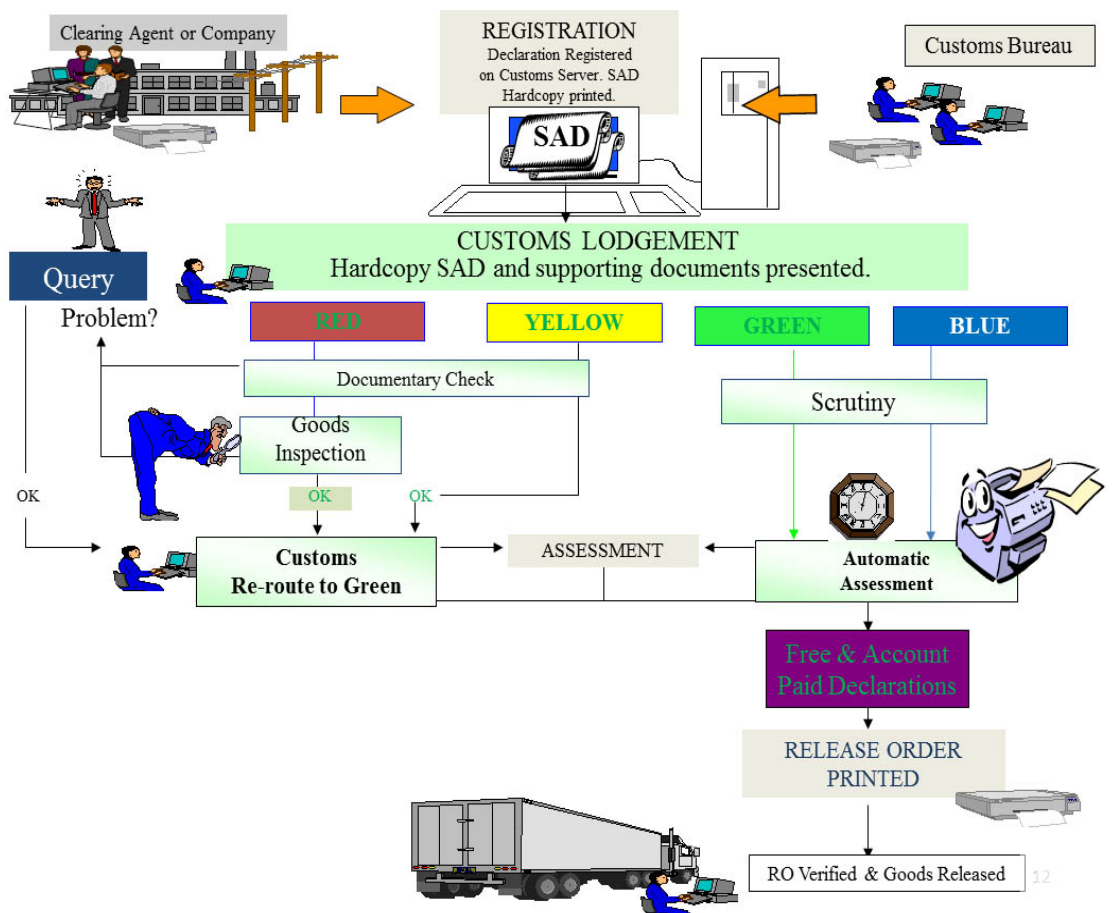 Clearing Agent or Company
REGISTRATION
Declaration Registered
on Customs Server. SAD
Hardcopy printed.
Customs Bureau
SAD
CUSTOMS LODGEMENT
Hardcopy SAD and supporting documents presented.
Query
Problem?
RED
YELLOW
GREEN
BLUE
Documentary Check
Scrutiny
Goods
Inspection
OK
OK
OK
Customs
Re-route to Green
ASSESSMENT
Automatic
Assessment
Free & Account
Paid Declarations
RELEASE ORDER
PRINTED
RO Verified & Goods Released
12